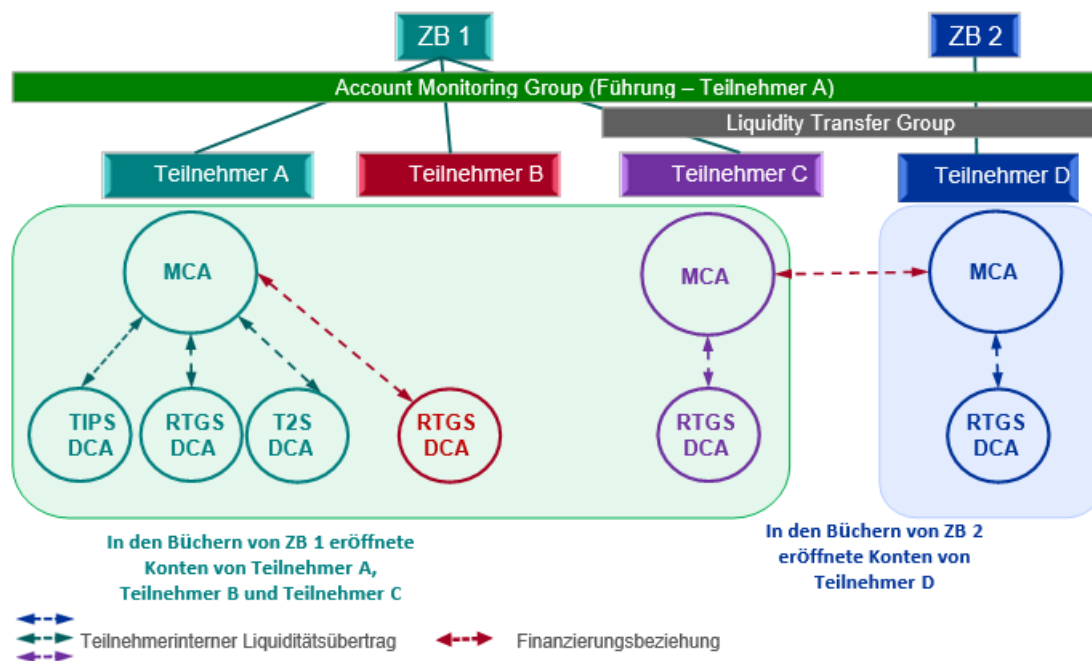 ZB 1
ZB 2
Account Monitoring Group (Führung – Teilnehmer A)
Liquidity Transfer Group
Teilnehmer A
Teilnehmer B
Teilnehmer C
Teilnehmer D
MCA
MCA
MCA
TIPS
DCA
RTGS
DCA
T2S
DCA
RTGS
DCA
RTGS
DCA
RTGS
DCA
In den Büchern von ZB 1 eröffnete
Konten von Teilnehmer A,
Teilnehmer B und Teilnehmer C
In den Büchern von ZB 2
eröffnete Konten von
Teilnehmer D
Teilnehmerinterner Liquiditätsübertrag
Finanzierungsbeziehung